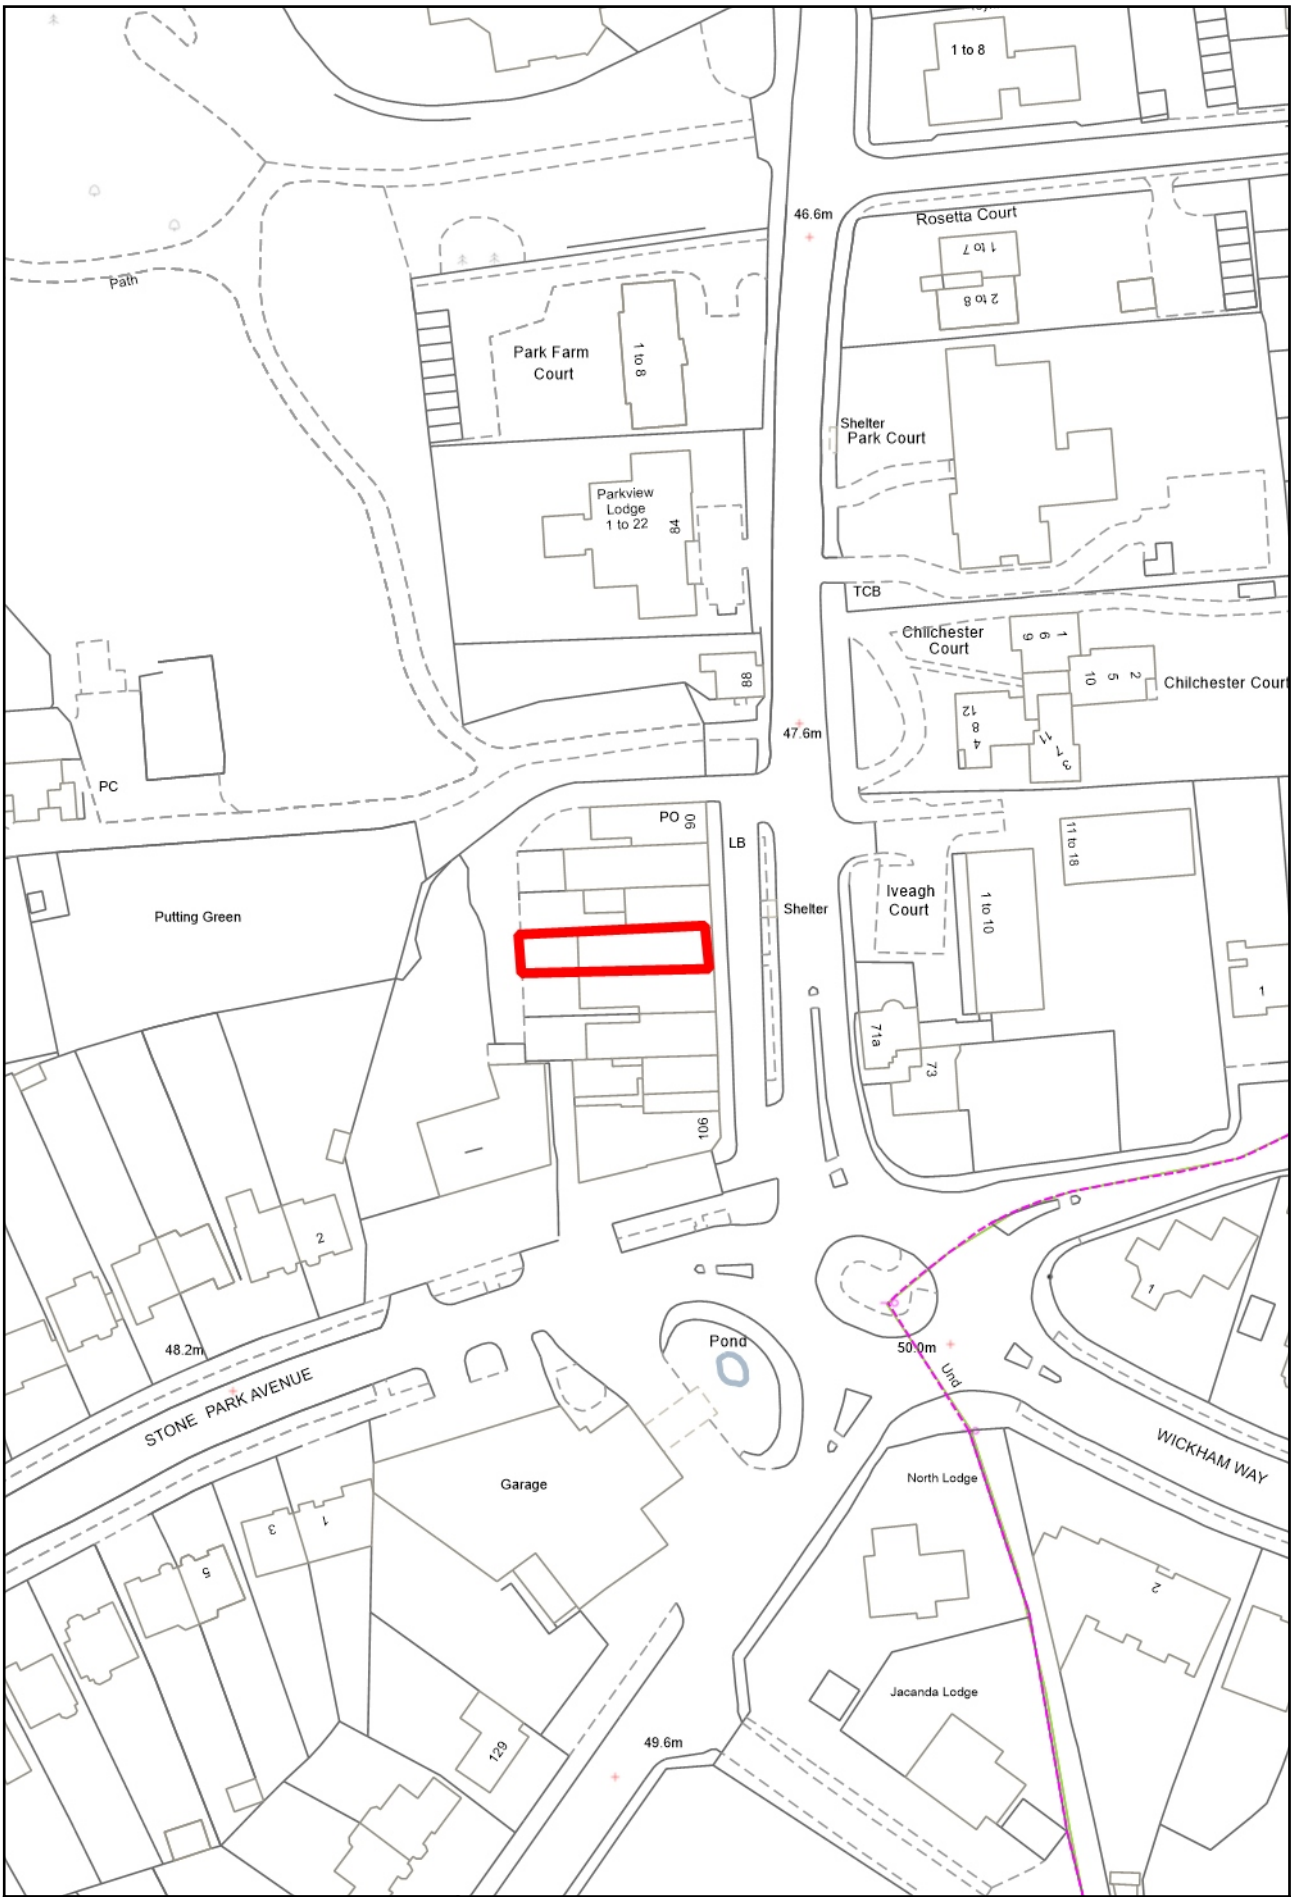 1 to 8
46.6m
Rosetta Court
1 to 7
2 to 8
Path
Park Farm
Court
1 to 8
Shelter
Park Court
Parkview
Lodge
1 to 22
84
TCB
Chilchester
Court
1
6
9
2
5
10
Chilchester Court
88
12
8
4
11
7
3
47.6m
PC
PO
90
LB
11 to 18
Putting Green
Shelter
Iveagh
Court
1 to 10
1
71a
73
106
2
1
48.2m
Pond
50.0m
Und
STONE PARK AVENUE
WICKHAM WAY
Garage
North Lodge
3
1
5
2
Jacanda Lodge
129
49.6m